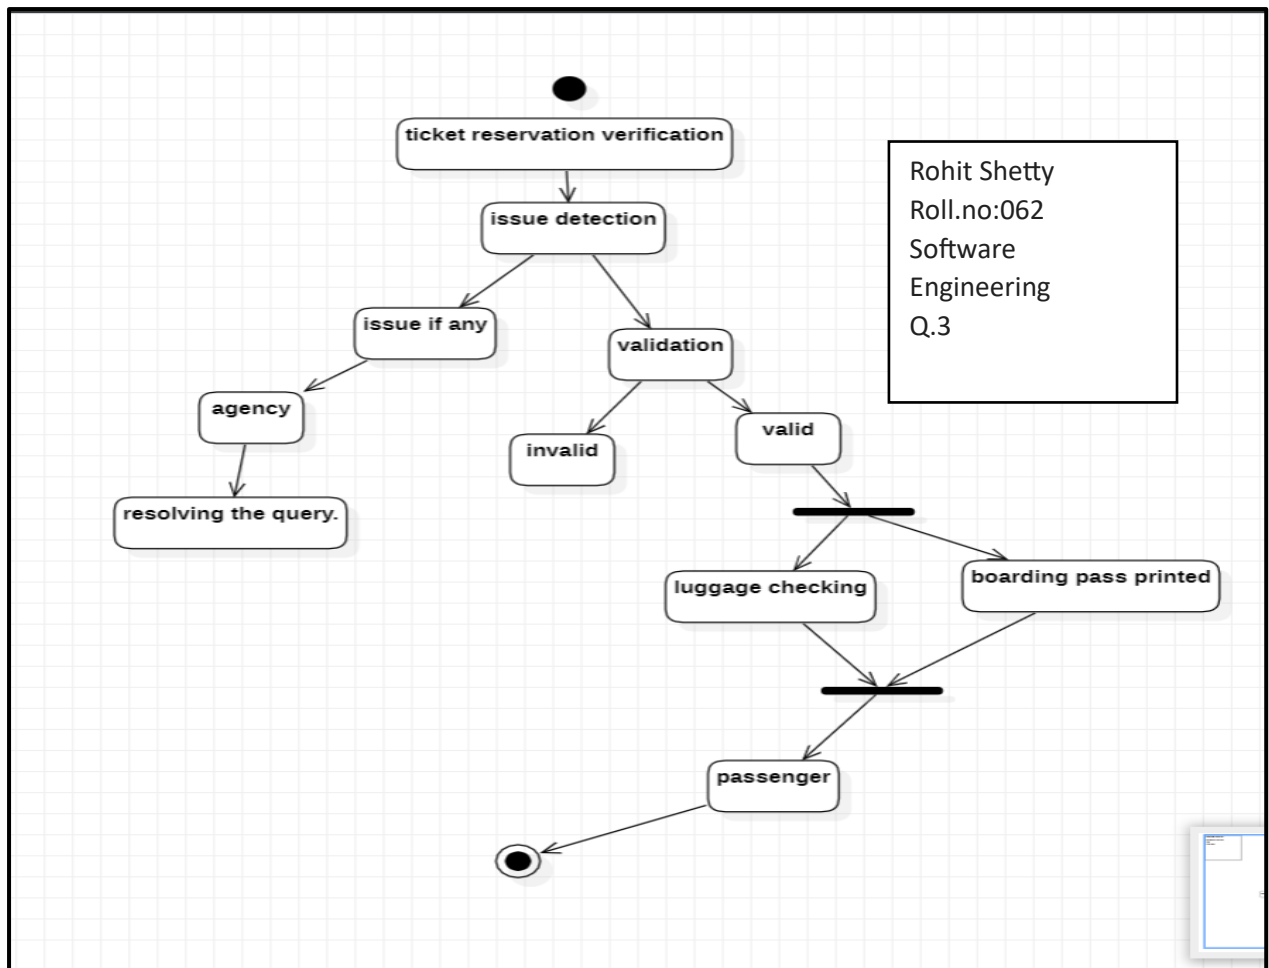 ticket reservation verification
issue detection
issue if any
validation
agency
invalid
valid
resolving the query.
luggage checking
boarding pass printed
passenger
Rohit Shetty
Roll.no:062
Software
Engineering
Q.3